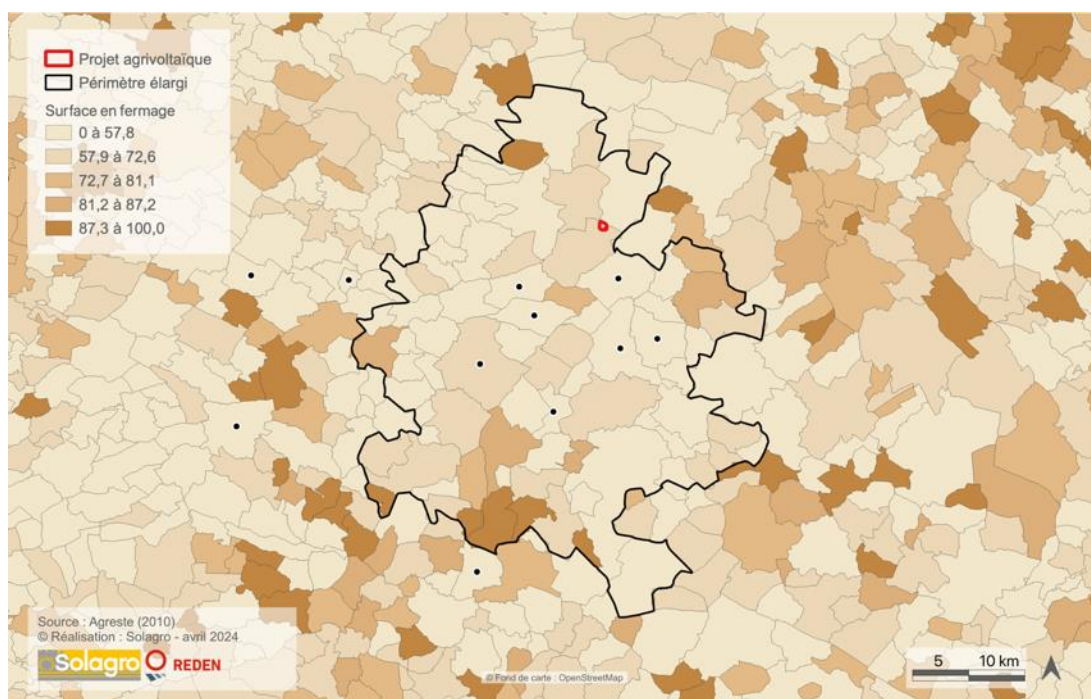 Projet agrivoltaïque
Périmètre élargi
Surface en fermage
0 à 57,8
57,9 à 72,6
72,7 à 81,1
81,2 à 87,2
87,3 à 100,0
Source : Agreste (2010)
© Réalisation : Solagro - avril 2024
Solagro REDEN
© Fond de carte : OpenStreetMap
5 10 km